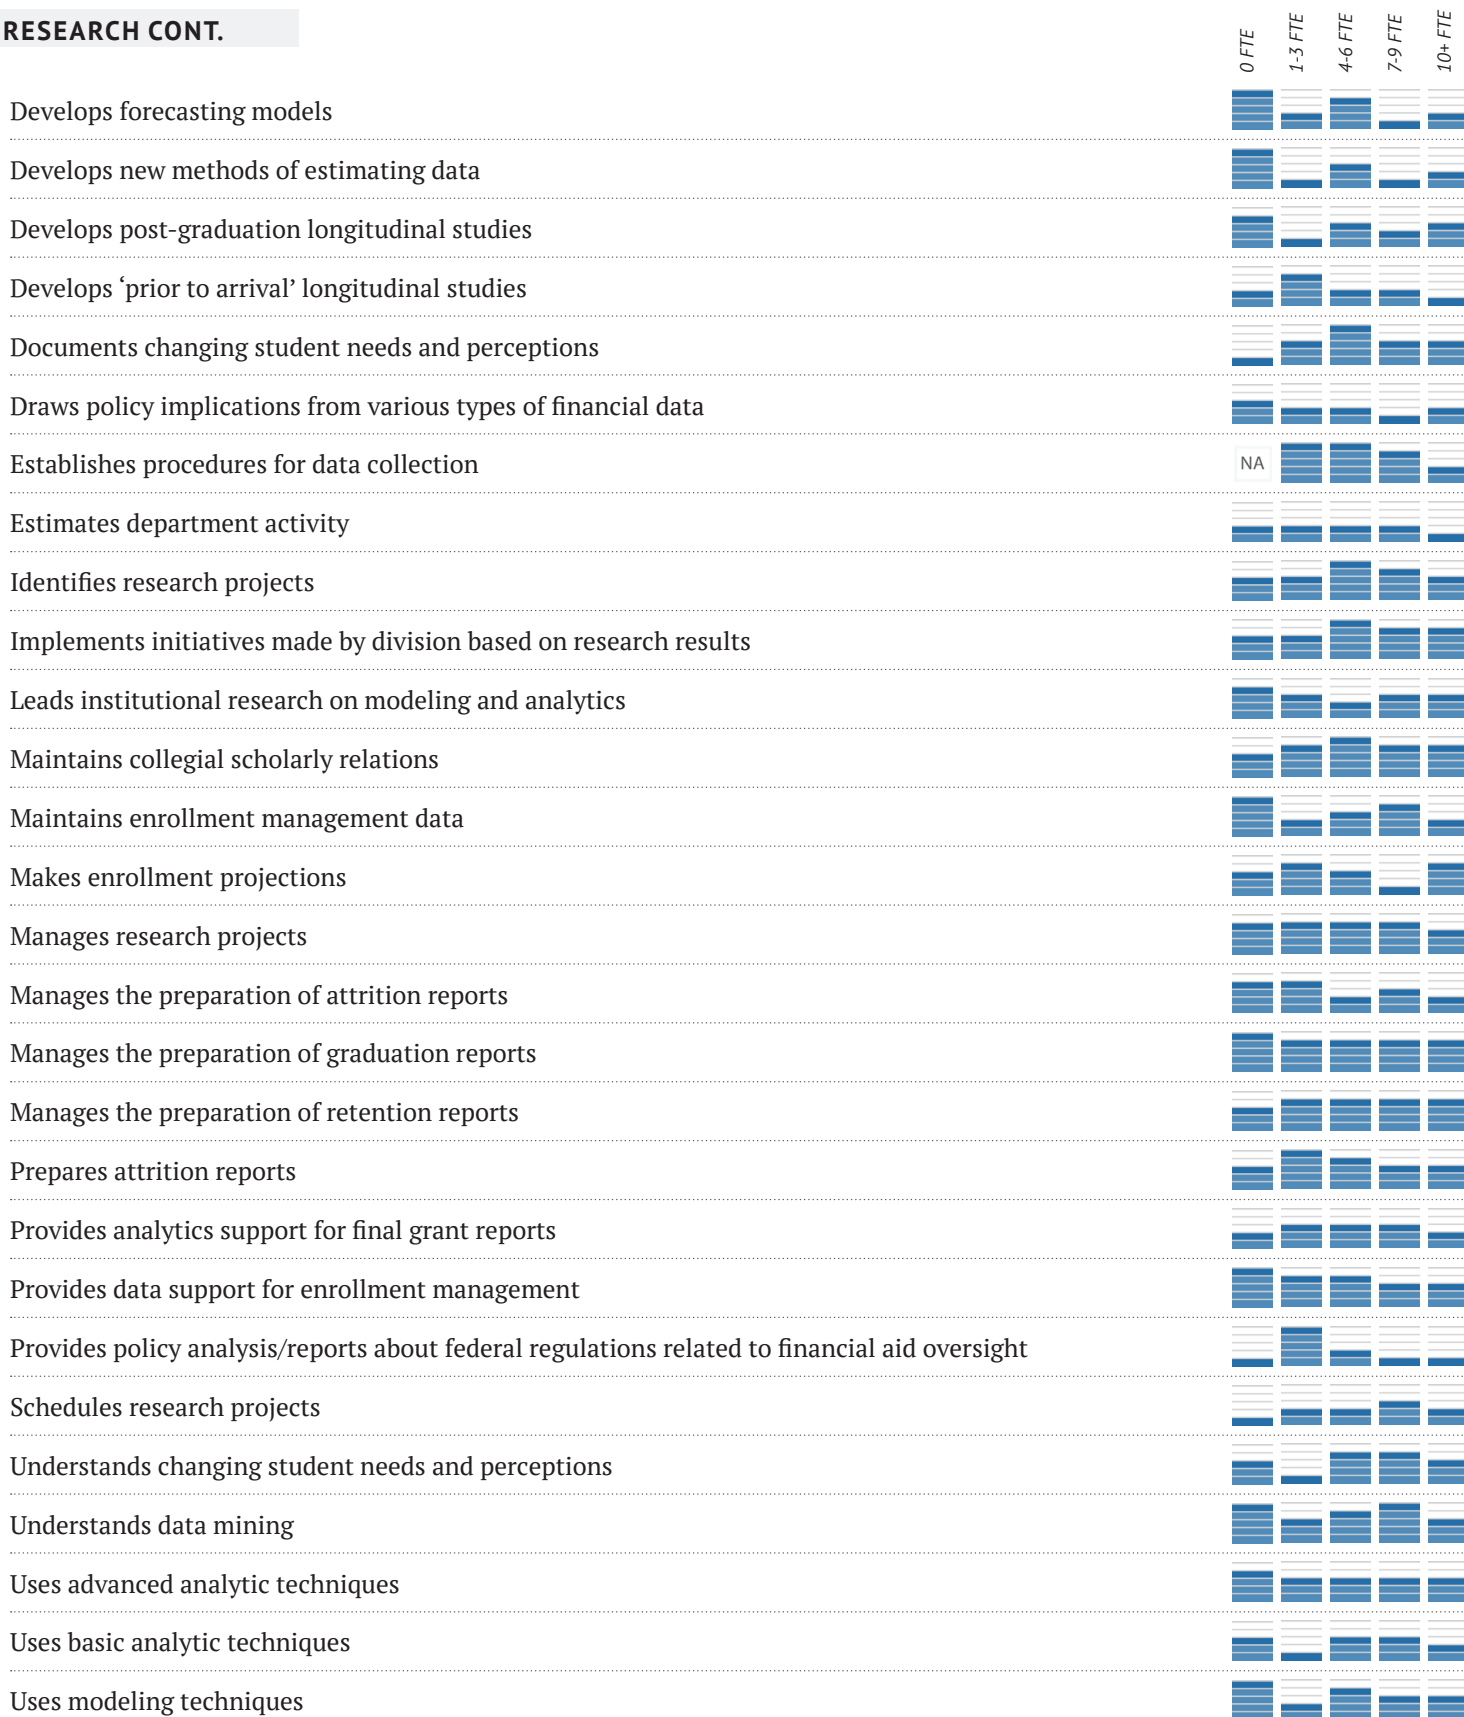 RESEARCH CONT.
0 FTE
1-3 FTE
4-6 FTE
7-9 FTE
10+ FTE
Develops forecasting models
Develops new methods of estimating data
Develops post-graduation longitudinal studies
Develops ‘prior to arrival’ longitudinal studies
Documents changing student needs and perceptions
Draws policy implications from various types of financial data
Establishes procedures for data collection NA
Estimates department activity
Identifies research projects
Implements initiatives made by division based on research results
Leads institutional research on modeling and analytics
Maintains collegial scholarly relations
Maintains enrollment management data
Makes enrollment projections
Manages research projects
Manages the preparation of attrition reports
Manages the preparation of graduation reports
Manages the preparation of retention reports
Prepares attrition reports
Provides analytics support for final grant reports
Provides data support for enrollment management
Provides policy analysis/reports about federal regulations related to financial aid oversight
Schedules research projects
Understands changing student needs and perceptions
Understands data mining
Uses advanced analytic techniques
Uses basic analytic techniques
Uses modeling techniques